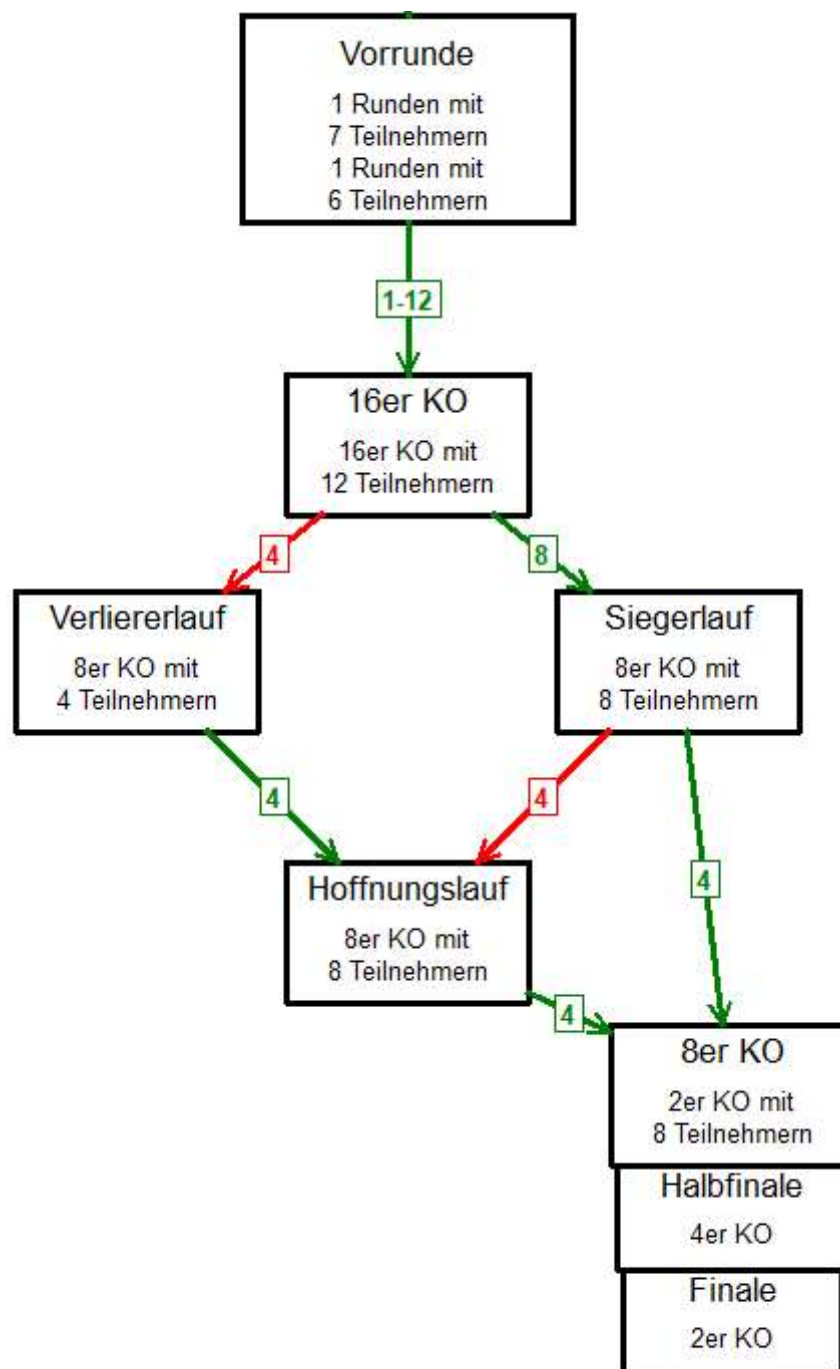 Vorrunde
1 Runden mit
7 Teilnehmern
1 Runden mit
6 Teilnehmern
1-12
16er KO
16er KO mit
12 Teilnehmern
4
8
Verliererlauf
8er KO mit
4 Teilnehmern
Siegerlauf
8er KO mit
8 Teilnehmern
4
4
4
Hoffnungslauf
8er KO mit
8 Teilnehmern
4
8er KO
2er KO mit
8 Teilnehmern
Halbfinale
4er KO
Finale
2er KO